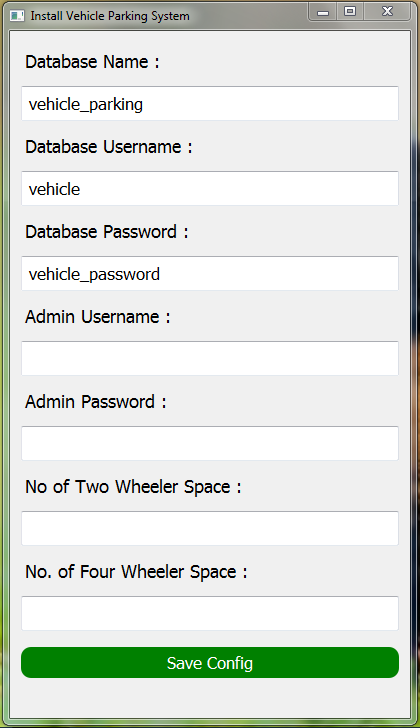 Install Vehicle Parking System
Database Name :
vehicle_parking
Database Username :
vehicle
Database Password :
vehicle_password
Admin Username :
Admin Password :
No of Two Wheeler Space :
No. of Four Wheeler Space :
Save Config